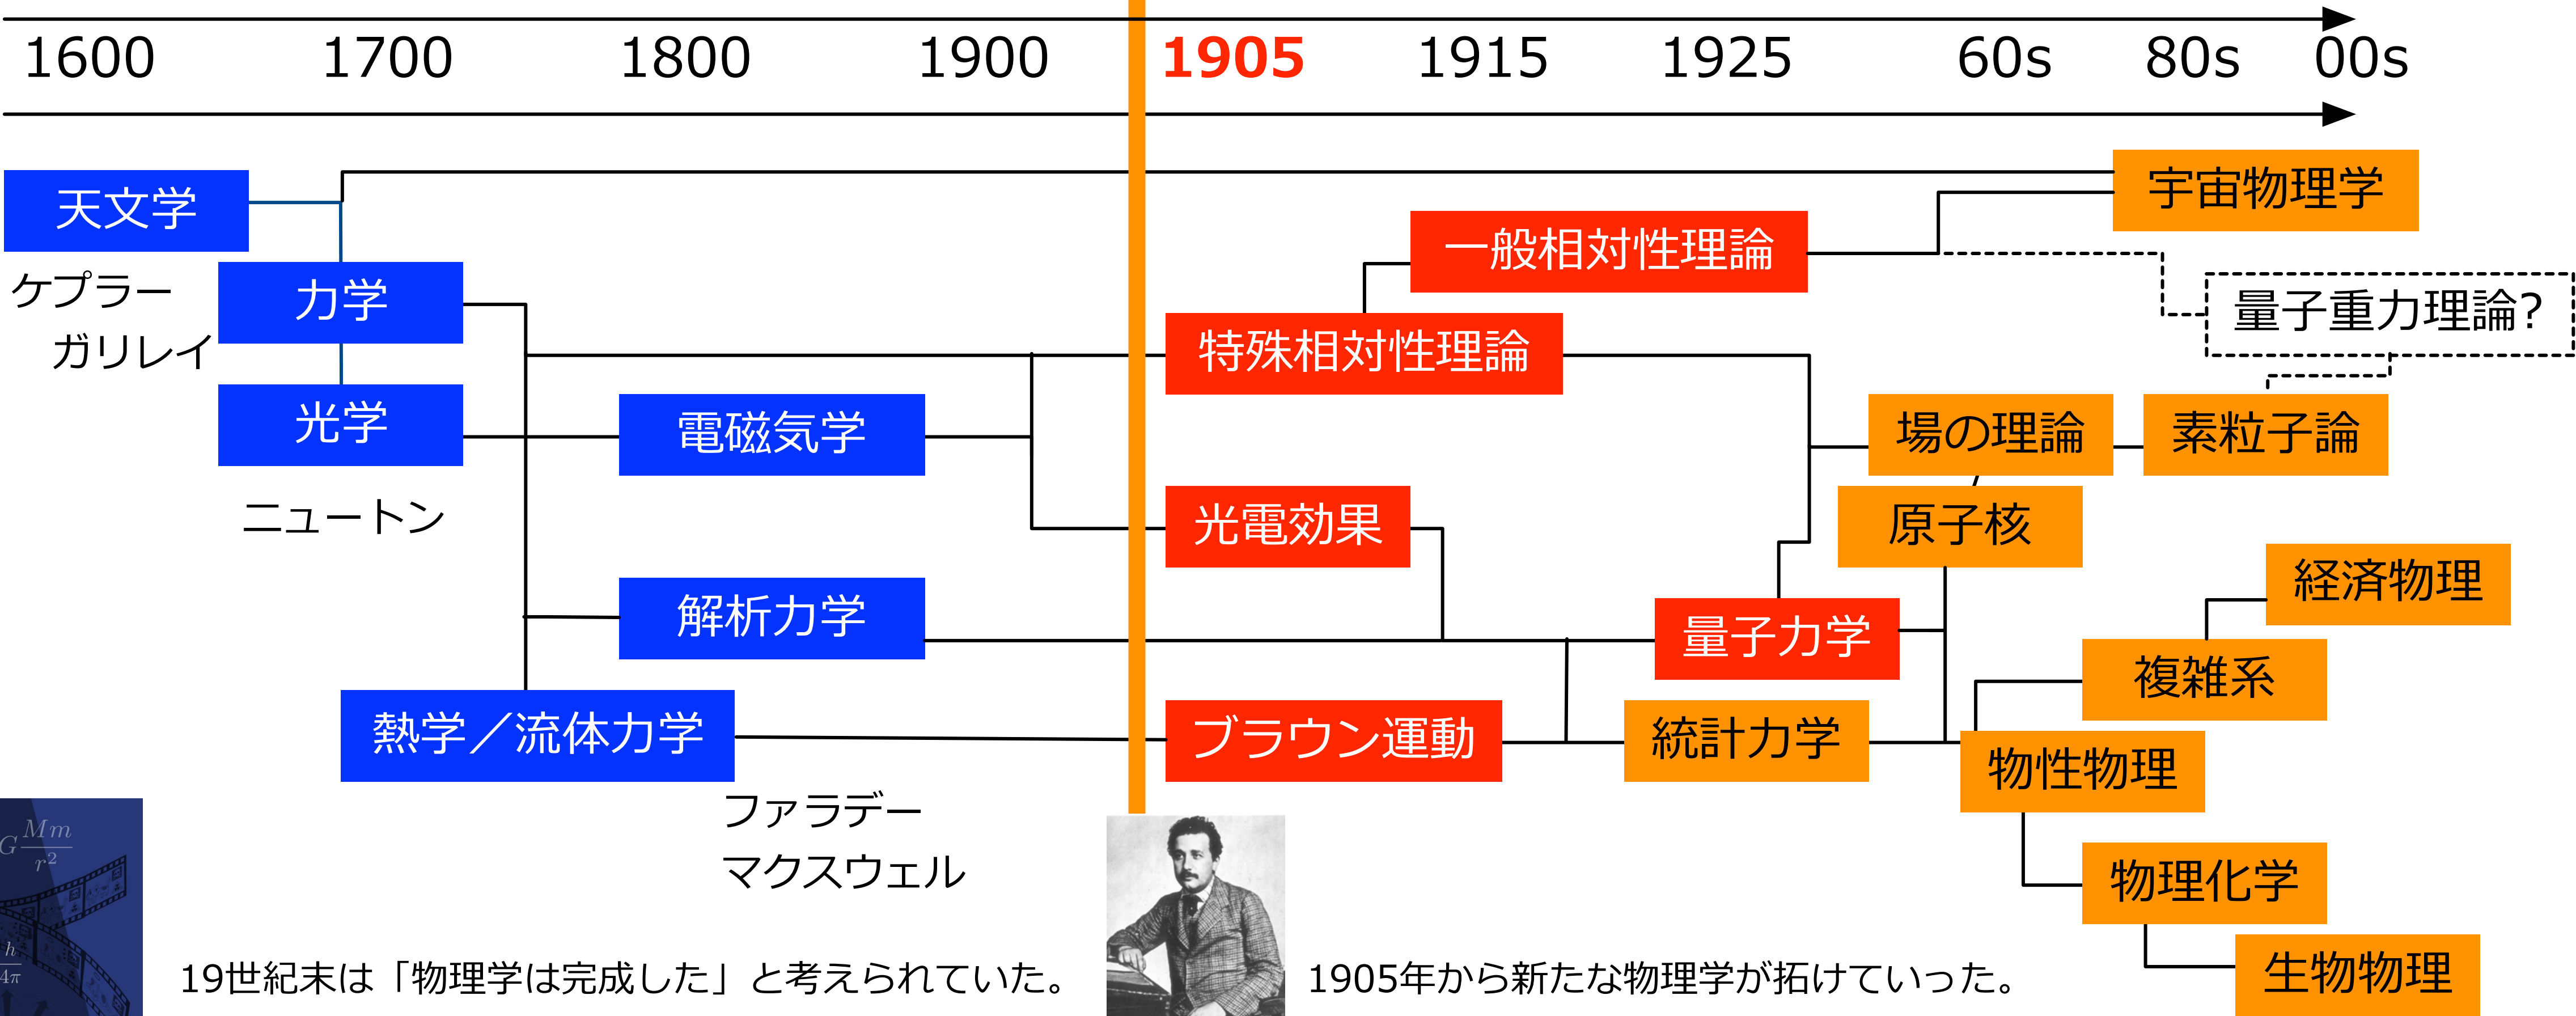 1600 1700 1800 1900 1905 1915 1925 60s 80s 00s
天文学
宇宙物理学
一般相対性理論
ケプラー
力学
量子重力理論?
ガリレイ
特殊相対性理論
光学
電磁気学
場の理論
素粒子論
ニュートン
光電効果
原子核
経済物理
解析力学
量子力学
複雑系
熱学／流体力学
ブラウン運動
統計力学
物性物理
ファラデー
マクスウェル
物理化学
生物物理
G Mm
r²
h
4π
19世紀末は「物理学は完成した」と考えられていた。
1905年から新たな物理学が拓けていった。